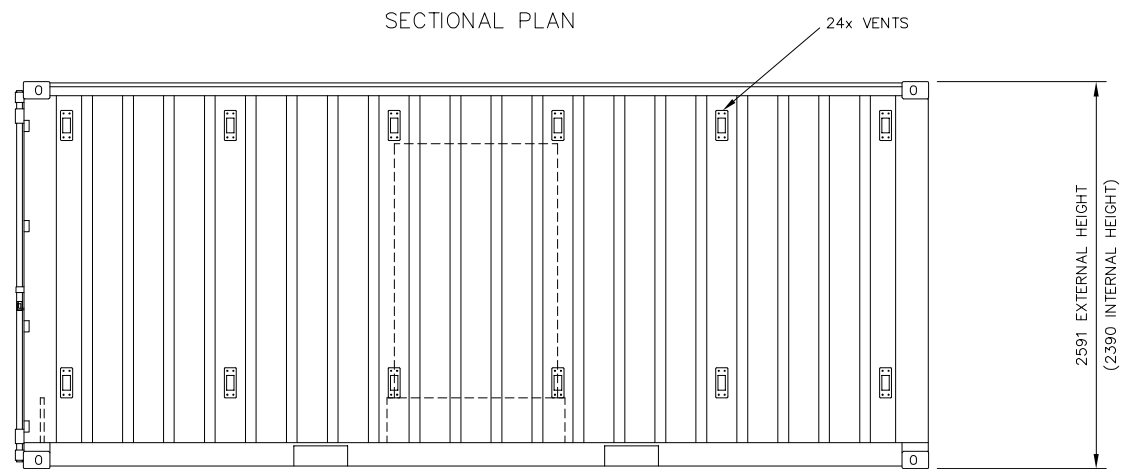 SECTIONAL PLAN
24x VENTS
2591 EXTERNAL HEIGHT
(2390 INTERNAL HEIGHT)